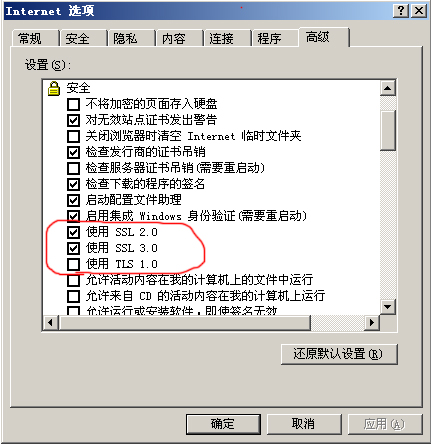 Internet 选项
常规 安全 隐私 内容 连接 程序 高级
设置(S):
安全
不将加密的页面存入硬盘
对无效站点证书发出警告
关闭浏览器时清空 Internet 临时文件夹
检查发行商的证书吊销
检查服务器证书吊销(需要重启动)
检查下载的程序的签名
启动配置文件助理
启用集成 Windows 身份验证(需要重启动)
使用 SSL 2.0
使用 SSL 3.0
使用 TLS 1.0
允许活动内容在我的计算机上的文件中运行
允许来自 CD 的活动内容在我的计算机上运行
允许运行或安装软件，即使签名无效
还原默认设置(R)
确定 取消 应用(A)